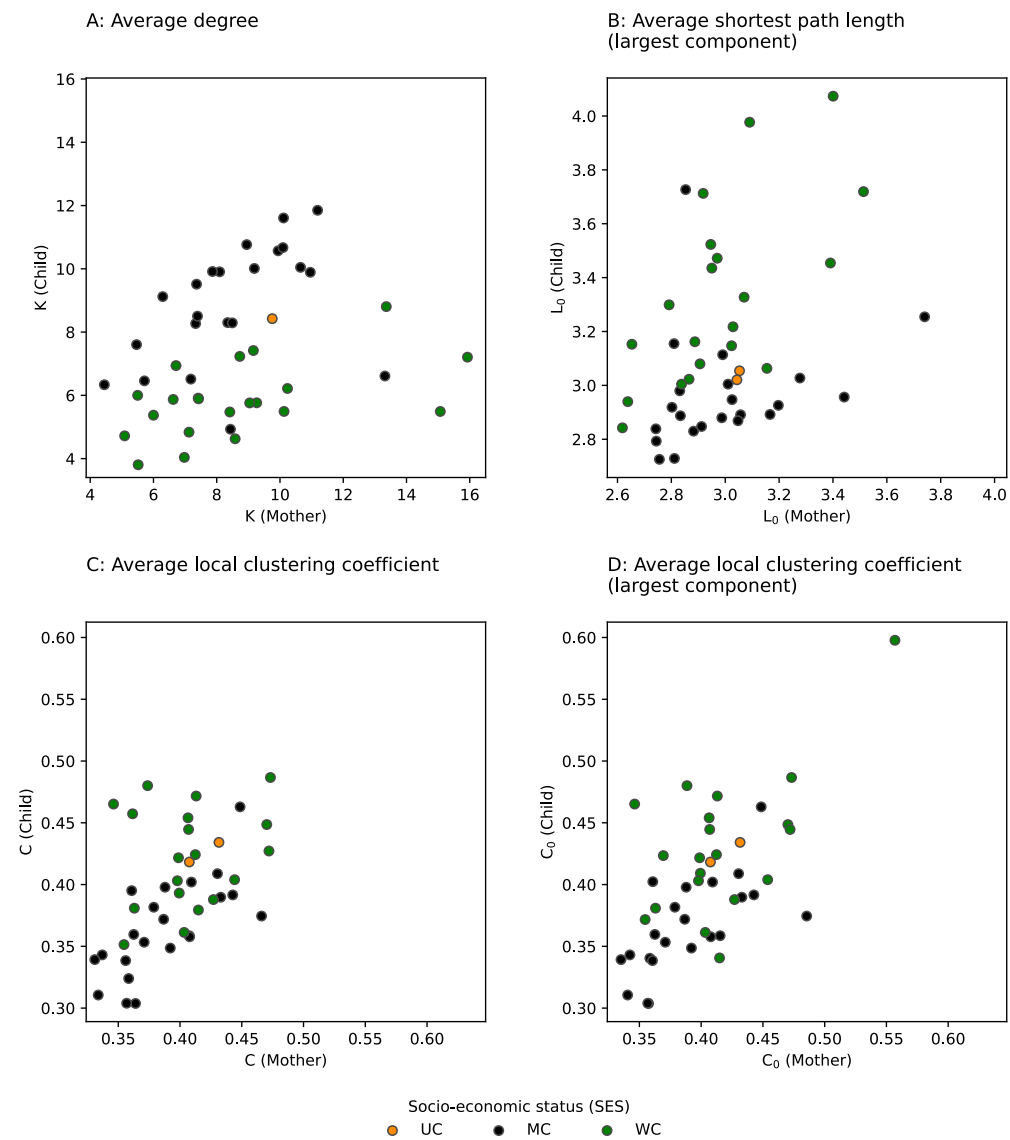 A: Average degree
B: Average shortest path length
(largest component)
16
14
12
10
8
6
4
K (Child)
4 6 8 10 12 14 16
K (Mother)
4.0
3.8
3.6
3.4
3.2
3.0
2.8
L₀ (Child)
2.6 2.8 3.0 3.2 3.4 3.6 3.8 4.0
L₀ (Mother)
C: Average local clustering coefficient
D: Average local clustering coefficient
(largest component)
0.60
0.55
0.50
0.45
0.40
0.35
0.30
C (Child)
0.35 0.40 0.45 0.50 0.55 0.60
C (Mother)
0.60
0.55
0.50
0.45
0.40
0.35
0.30
C₀ (Child)
0.35 0.40 0.45 0.50 0.55 0.60
C₀ (Mother)
Socio-economic status (SES)
UC MC WC